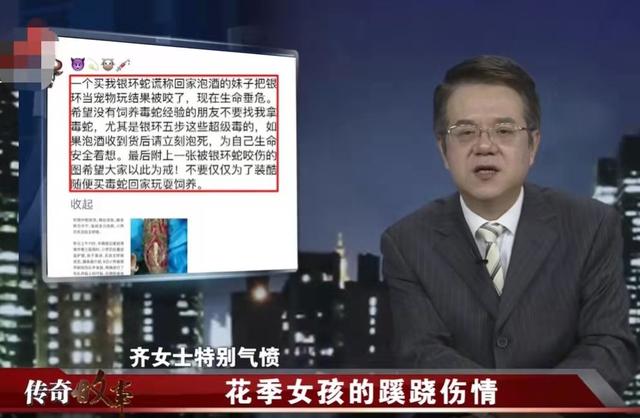 一个买我银环蛇谎称回家泡酒的妹子把银
环当宠物玩结果被咬了，现在生命垂危。
希望没有饲养毒蛇经验的朋友不要找我拿
毒蛇，尤其是银环五步这些超级毒的，如
果泡酒收到货后请立刻泡死，为自己生命
安全着想。最后附上一张被银环蛇咬伤的
图希望大家以此为戒！不要仅仅为了装酷
随便买毒蛇回家玩耍饲养。
收起
齐女士特别气愤
传奇故事
花季女孩的蹊跷伤情